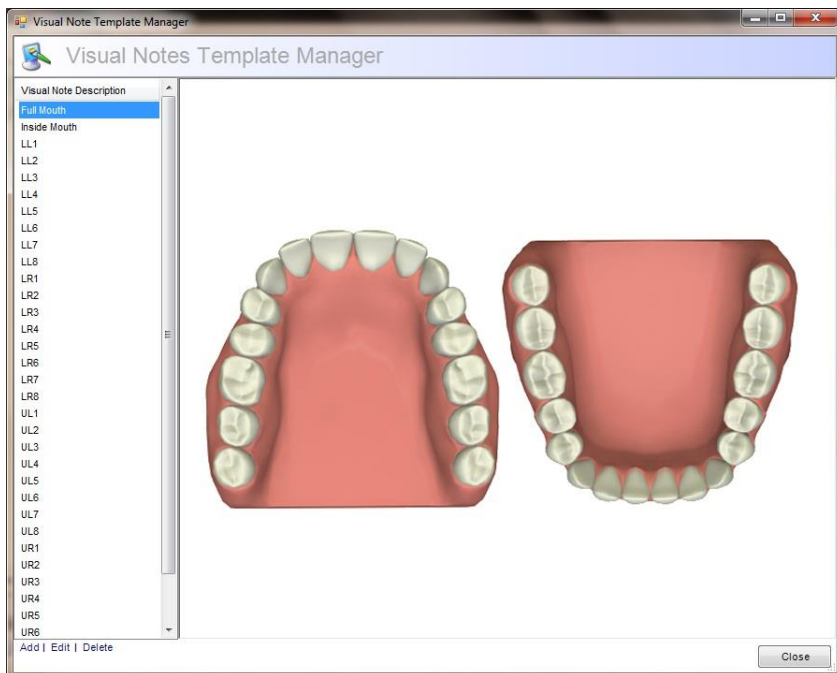 Visual Note Template Manager
Visual Notes Template Manager
Visual Note Description
Full Mouth
Inside Mouth
LL1
LL2
LL3
LL4
LL5
LL6
LL7
LL8
LR1
LR2
LR3
LR4
LR5
LR6
LR7
LR8
UL1
UL2
UL3
UL4
UL5
UL6
UL7
UL8
UR1
UR2
UR3
UR4
UR5
UR6
Add | Edit | Delete
Close